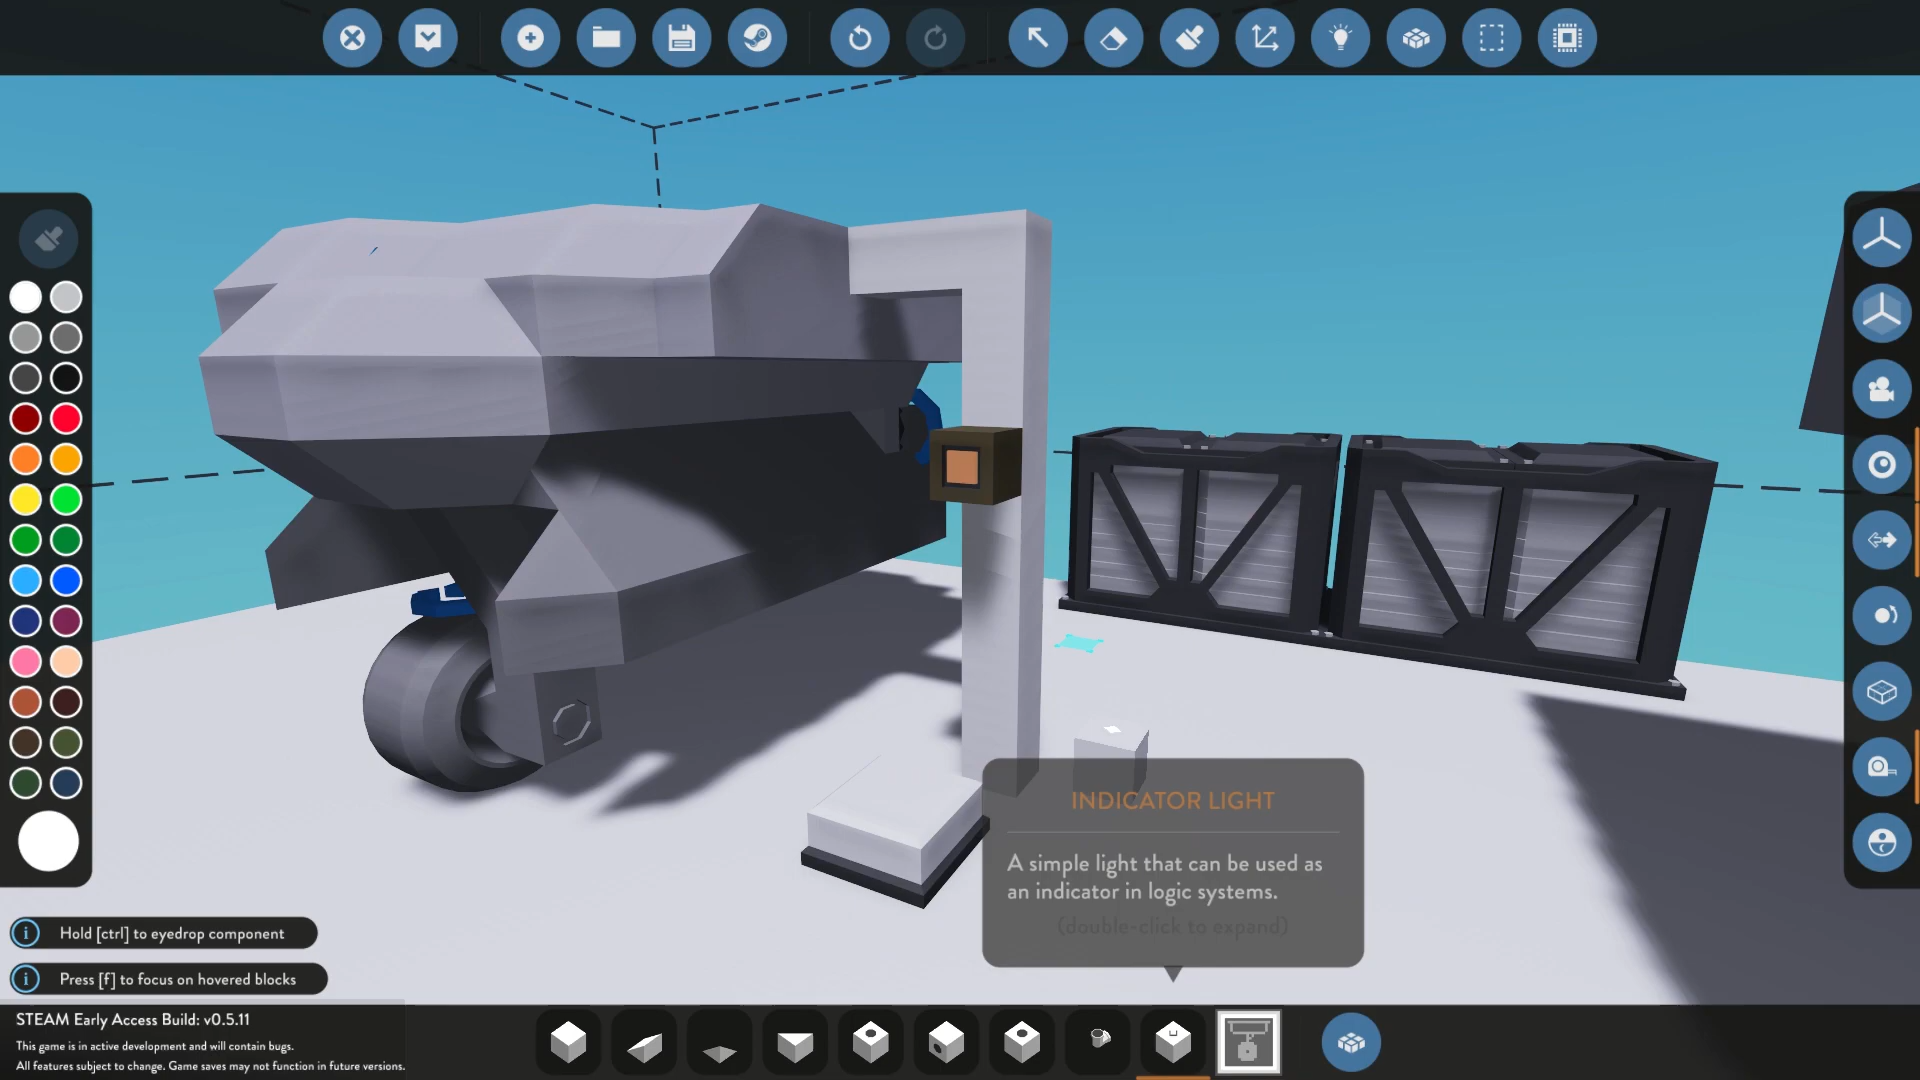 INDICATOR LIGHT
A simple light that can be used as
an indicator in logic systems.
(double-click to expand)
Hold [ctrl] to eyedrop component
Press [f] to focus on hovered blocks
STEAM Early Access Build: v0.5.11
This game is in active development and will contain bugs.
All features subject to change. Game saves may not function in future versions.